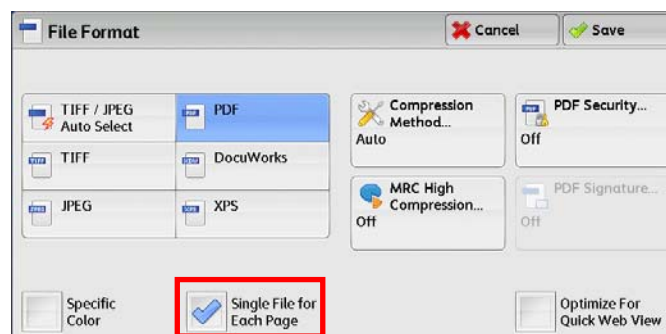 File Format
Cancel
Save
TIFF / JPEG
Auto Select
PDF
TIFF
DocuWorks
JPEG
XPS
Compression
Method...
Auto
PDF Security...
Off
MRC High
Compression...
Off
PDF Signature...
Off
Specific
Color
Single File for
Each Page
Optimize For
Quick Web View